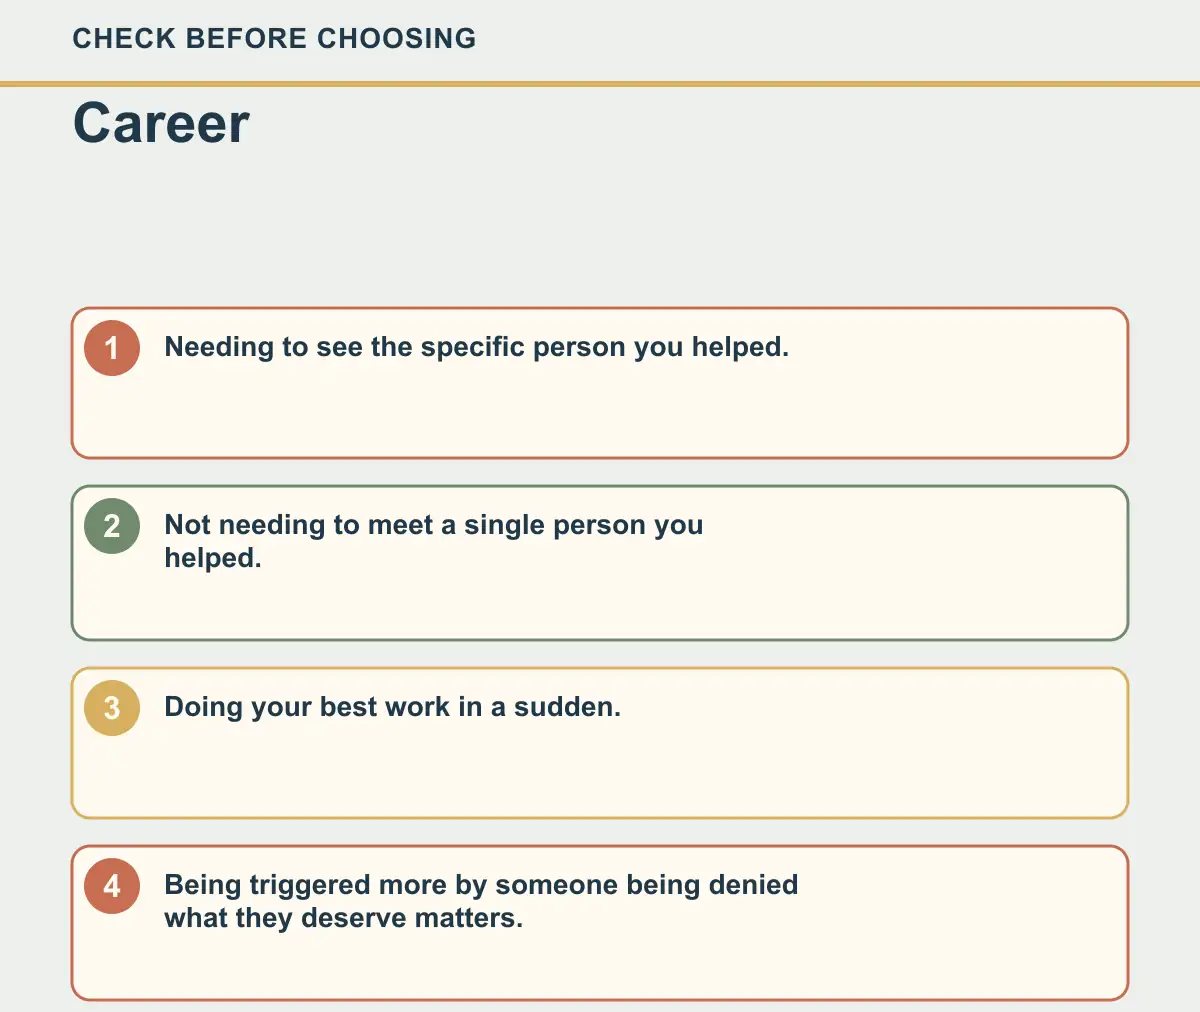 CHECK BEFORE CHOOSING
Career
1
Needing to see the specific person you helped.
2
Not needing to meet a single person you
helped.
3
Doing your best work in a sudden.
4
Being triggered more by someone being denied
what they deserve matters.